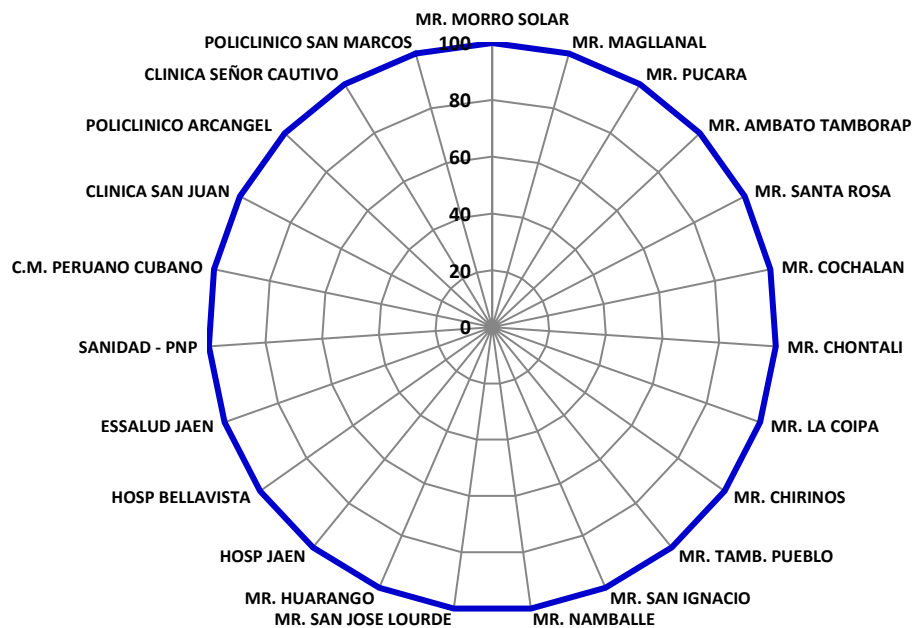 MR. MORRO SOLAR
POLICLINICO SAN MARCOS
100
MR. MAGLLANAL
CLINICA SEÑOR CAUTIVO
MR. PUCARA
80
POLICLINICO ARCANGEL
MR. AMBATO TAMBORAP
60
CLINICA SAN JUAN
MR. SANTA ROSA
40
C.M. PERUANO CUBANO
20
MR. COCHALAN
0
SANIDAD - PNP
MR. CHONTALI
ESSALUD JAEN
MR. LA COIPA
HOSP BELLAVISTA
MR. CHIRINOS
HOSP JAEN
MR. TAMB. PUEBLO
MR. HUARANGO
MR. SAN IGNACIO
MR. SAN JOSE LOURDE
MR. NAMBALLE